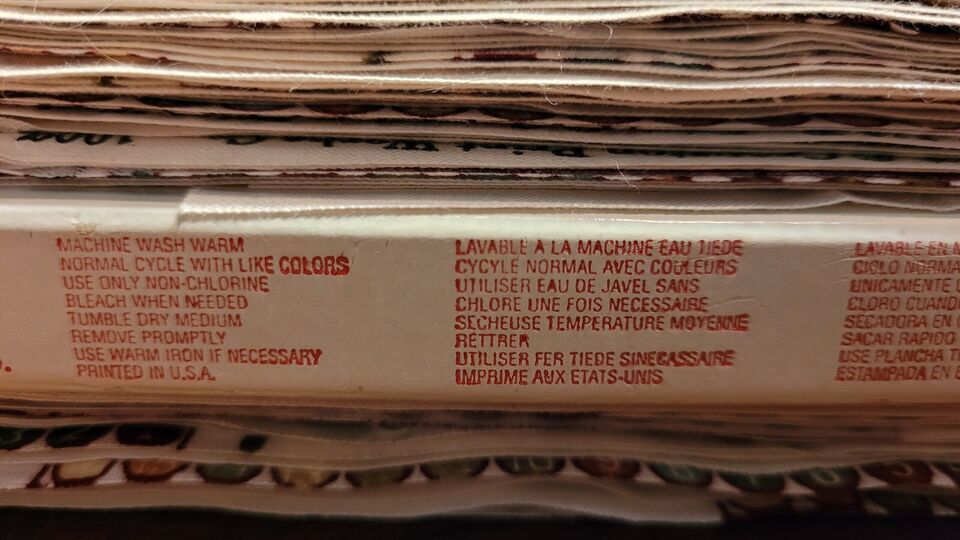 MACHINE WASH WARM
NORMAL CYCLE WITH LIKE COLORS
USE ONLY NON-CHLORINE
BLEACH WHEN NEEDED
TUMBLE DRY MEDIUM
REMOVE PROMPTLY
USE WARM IRON IF NECESSARY
PRINTED IN U.S.A.
LAVABLE A LA MACHINE EAU TIEDE
CYCYLE NORMAL AVEC COULEURS
UTILISER EAU DE JAVEL SANS
CHLORE UNE FOIS NECESSAIRE
SECHEUSE TEMPERATURE MOYENNE
RETTRER
UTILISER FER TIEDE SINECASSAIRE
IMPRIME AUX ETATS-UNIS
LAVABLE EN
CICLO
UNICAMENTE
CLORO
SECADORA EN
SACAR RAPIDO
USE PLANCHA
ESTAMPADA EN